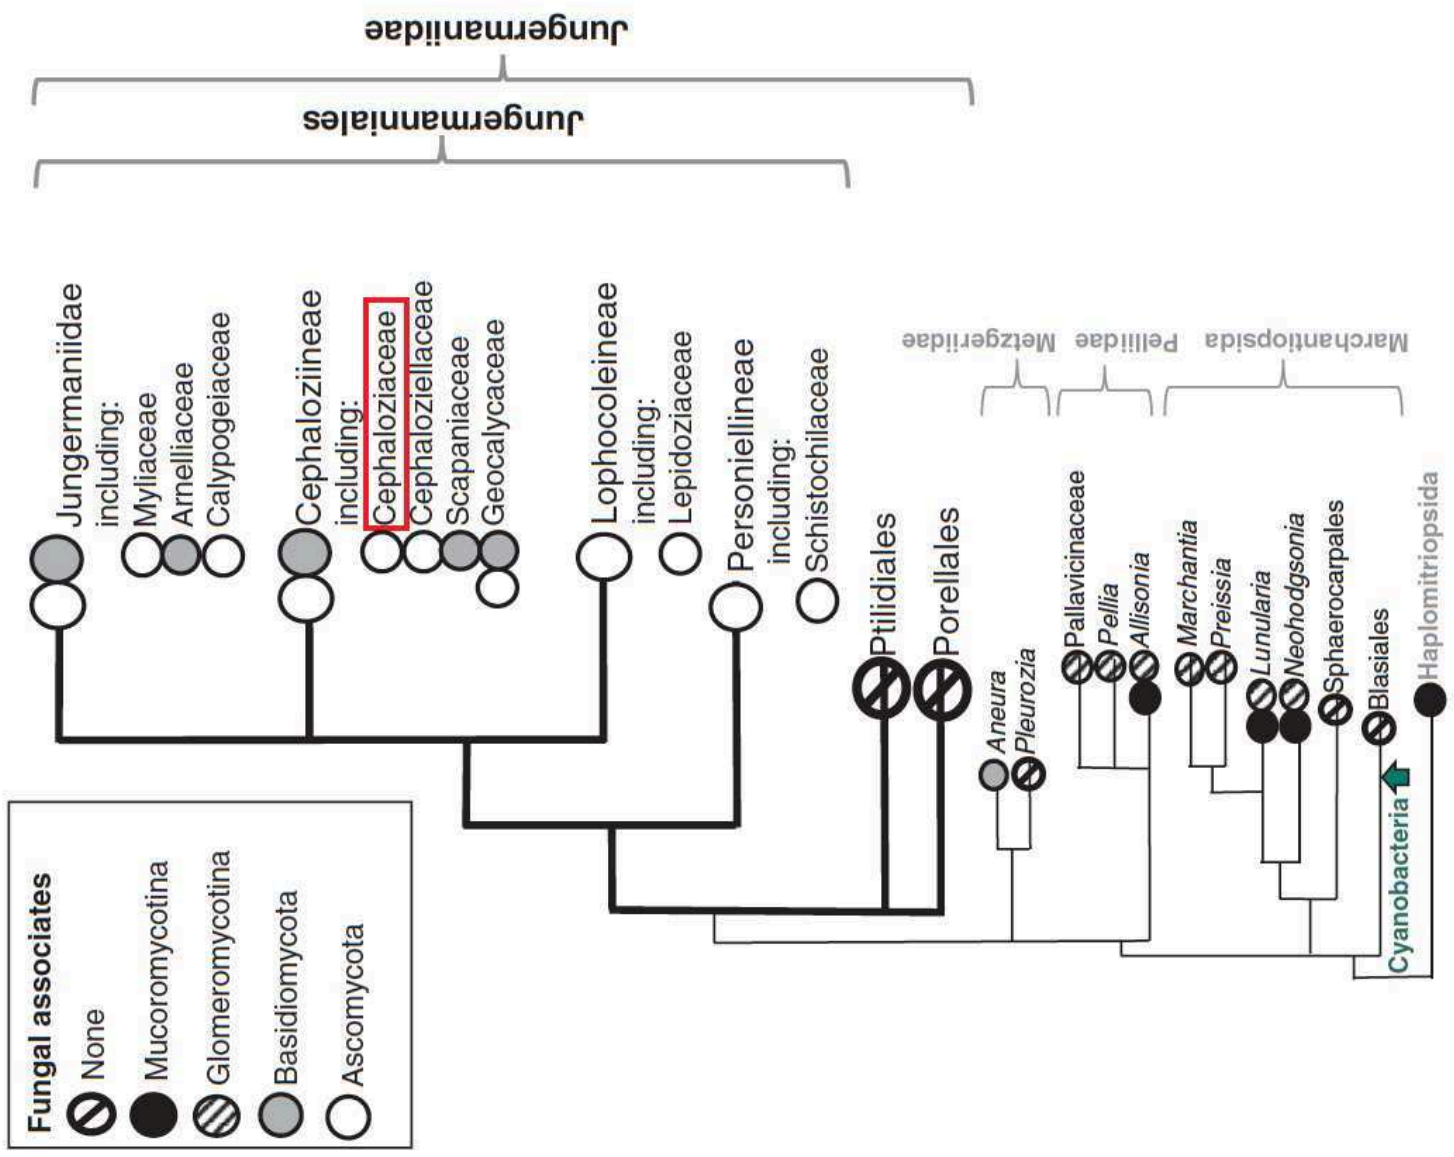 Jungermaniidae
Jungermanniales
Jungermaniidae
including:
Myliaceae
Arnelliaceae
Calypogeiaceae
Cephaloziineae
including:
Cephaloziaceae
Cephaloziellaceae
Scapaniaceae
Geocalycaceae
Lophocoleineae
including:
Lepidoziaceae
Personiellineae
including:
Schistochilaceae
Ptilidiales
Porellales
Metzgeriidae
Aneura
Pleurozia
Pelliidae
Pallavicinaceae
Pellia
Allisonia
Marchantiopsida
Marchantia
Preissia
Lunularia
Neohodgsonia
Sphaerocarpales
Blasiales
Cyanobacteria
Haplomitriopsida
Fungal associates
None
Mucoromycotina
Glomeromycotina
Basidiomycota
Ascomycota